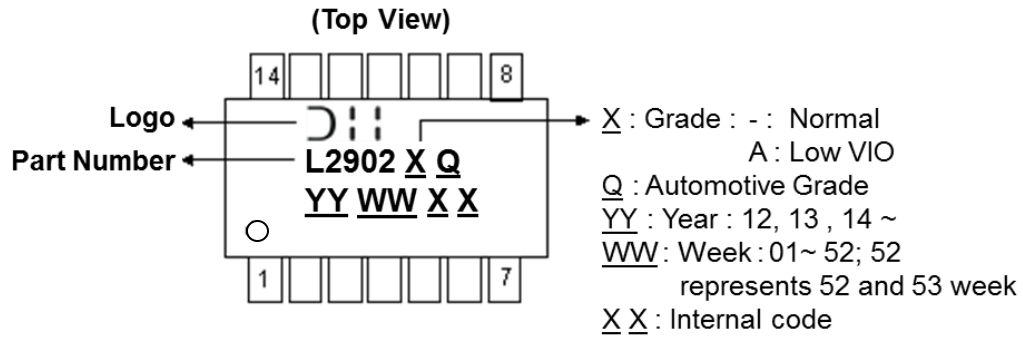 (Top View)
14
8
Logo
Part Number
L2902 X Q
YY WW X X
1
7
X : Grade : - : Normal
A : Low VIO
Q : Automotive Grade
YY : Year : 12, 13 , 14 ~
WW : Week : 01~ 52; 52
represents 52 and 53 week
X X : Internal code